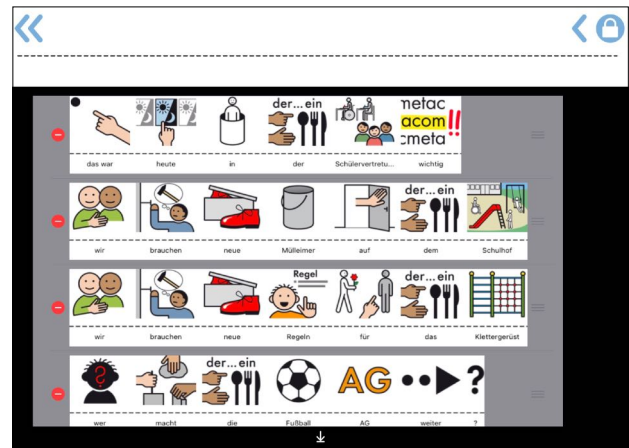 der...ein
metac
acom!!
cmeta
das war heute in der Schülervertretu... wichtig
der...ein
wir brauchen neue Mülleimer auf dem Schulhof
Regel
der...ein
wir brauchen neue Regeln für das Klettergerüst
der...ein
?
AG
?
wer macht die Fußball AG weiter ?